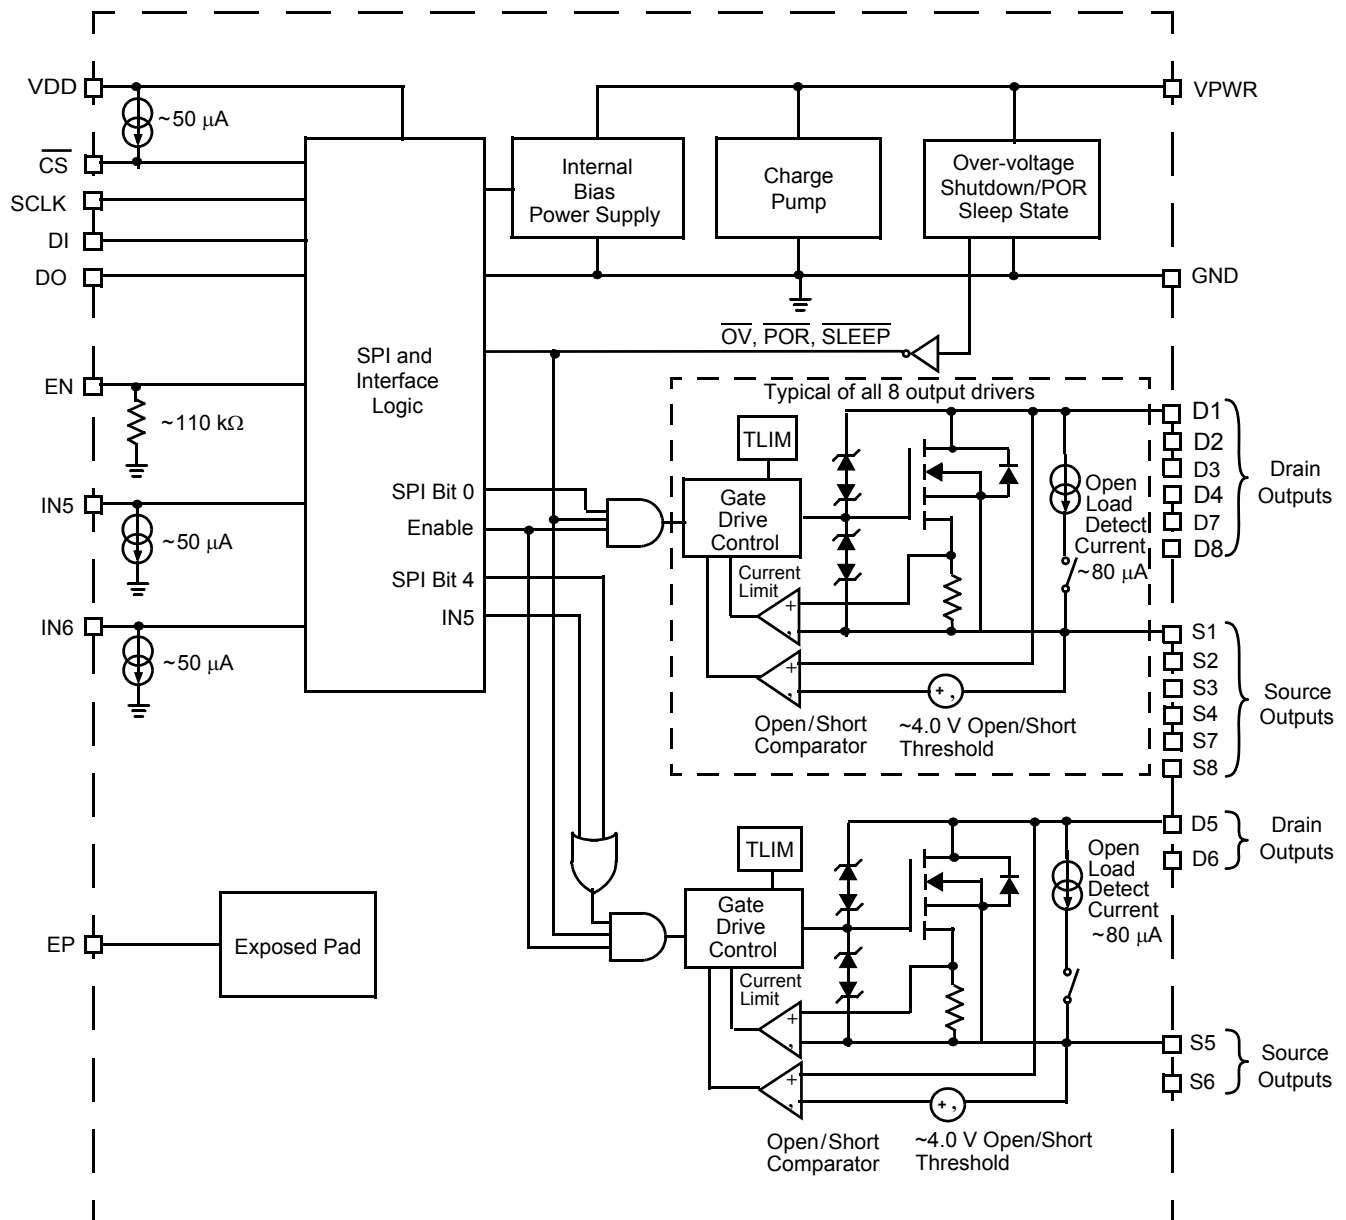 VDD
~50 μA
CS
SCLK
DI
DO
EN
~110 kΩ
IN5
~50 μA
IN6
~50 μA
EP
Exposed Pad
SPI and
Interface
Logic
SPI Bit 0
Enable
SPI Bit 4
IN5
Internal
Bias
Power Supply
Charge
Pump
Over-voltage
Shutdown/POR
Sleep State
VPWR
GND
OV, POR, SLEEP
Typical of all 8 output drivers
TLIM
Gate
Drive
Control
Current
Limit
+
,
+
,
Open/Short
Comparator
+ ,
~4.0 V Open/Short
Threshold
Open
Load
Detect
Current
~80 μA
D1
D2
D3
D4
D7
D8
Drain
Outputs
S1
S2
S3
S4
S7
S8
Source
Outputs
TLIM
Gate
Drive
Control
Current
Limit
+
,
+
,
Open/Short
Comparator
+ ,
~4.0 V Open/Short
Threshold
Open
Load
Detect
Current
~80 μA
D5
D6
Drain
Outputs
S5
S6
Source
Outputs